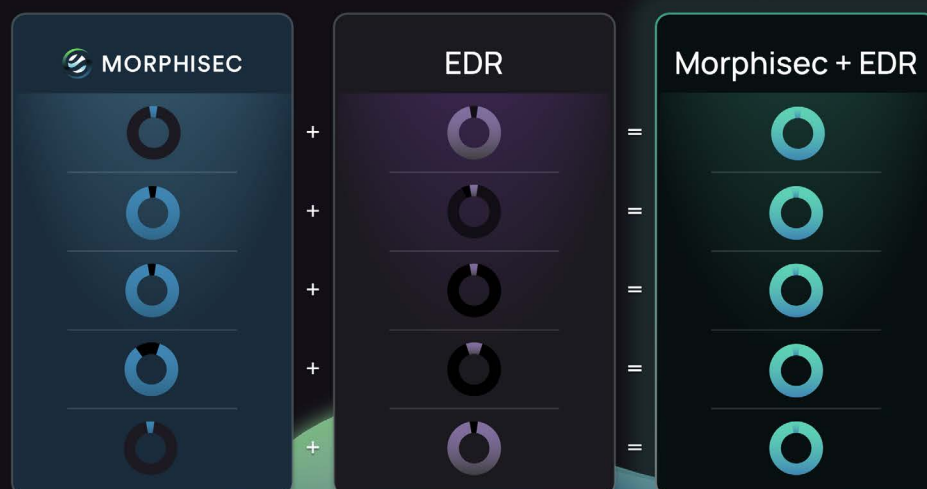 MORPHISEC
EDR
Morphisec + EDR
+ =
+ =
+ =
+ =
+ =